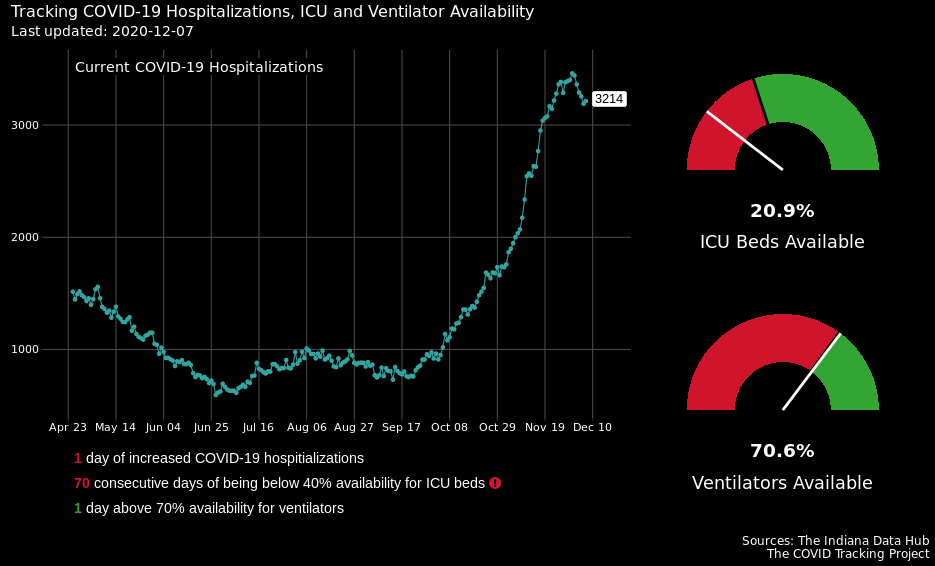 Tracking COVID-19 Hospitalizations, ICU and Ventilator Availability
Last updated: 2020-12-07
Current COVID-19 Hospitalizations
3214
3000
2000
1000
Apr 23 May 14 Jun 04 Jun 25 Jul 16 Aug 06 Aug 27 Sep 17 Oct 08 Oct 29 Nov 19 Dec 10
20.9%
ICU Beds Available
70.6%
Ventilators Available
1 day of increased COVID-19 hospitializations
70 consecutive days of being below 40% availability for ICU beds
1 day above 70% availability for ventilators
Sources: The Indiana Data Hub
The COVID Tracking Project